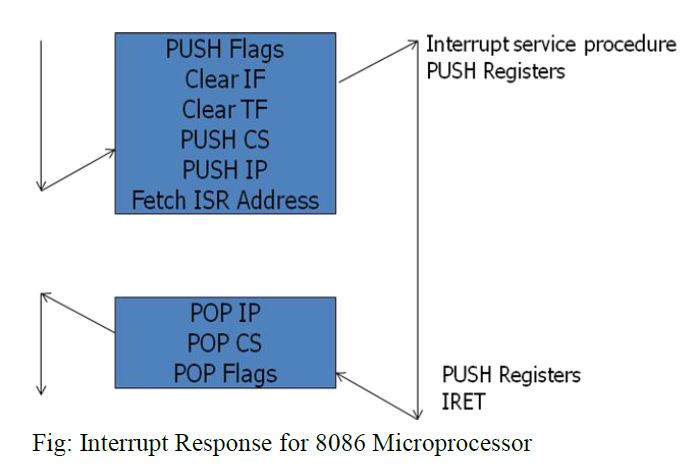 PUSH Flags
Clear IF
Clear TF
PUSH CS
PUSH IP
Fetch ISR Address
Interrupt service procedure
PUSH Registers
POP IP
POP CS
POP Flags
PUSH Registers
IRET
Fig: Interrupt Response for 8086 Microprocessor